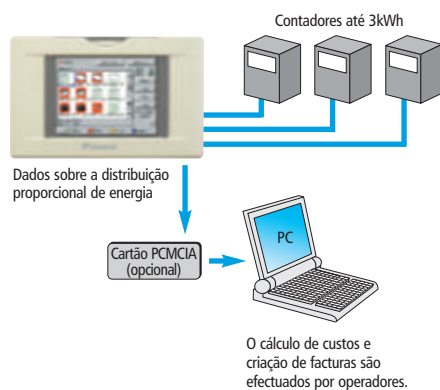 Contadores até 3kWh
Dados sobre a distribuição
proporcional de energia
Cartão PCMCIA
(opcional)
PC
O cálculo de custos e
criação de facturas são
efectuados por operadores.